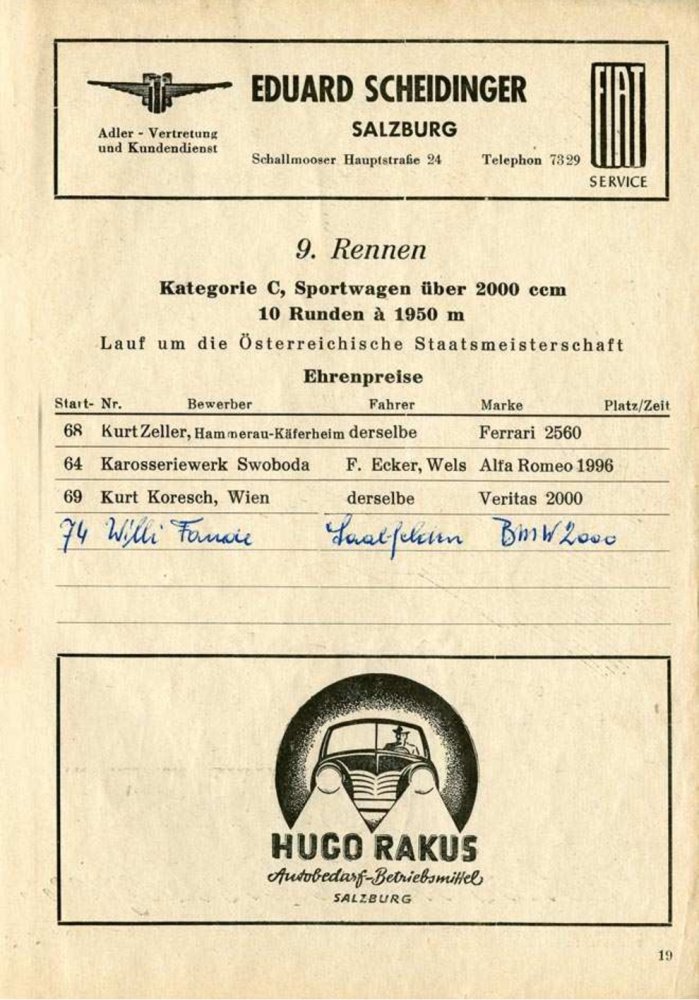 EDUARD SCHEIDINGER
SALZBURG
Adler - Vertretung
und Kundendienst
Schallmooser Hauptstraße 24 Telephon 7329
FIAT
SERVICE
9. Rennen
Kategorie C, Sportwagen über 2000 ccm
10 Runden à 1950 m
Lauf um die Österreichische Staatsmeisterschaft
Ehrenpreise
Start- Nr. Bewerber Fahrer Marke Platz/Zeit
68 Kurt Zeller, Hammerau-Käferheim derselbe Ferrari 2560
64 Karosseriewerk Swoboda F. Ecker, Wels Alfa Romeo 1996
69 Kurt Koresch, Wien derselbe Veritas 2000
74 Willi Saalfelden BMW 2000
HUGO RAKUS
Autobedarf-Betriebsmittel
SALZBURG
19